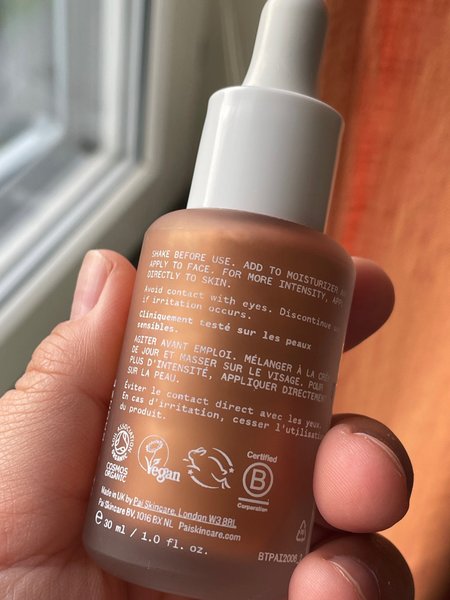 SHAKE BEFORE USE. ADD TO MOISTURIZER
APPLY TO FACE. FOR MORE INTENSITY,
DIRECTLY TO SKIN.
Avoid contact with eyes. Discontinue
if irritation occurs.
Cliniquement testé sur les peaux
sensibles.
AGITER AVANT EMPLOI. MÉLANGER À LA
DE JOUR ET MASSER SUR LE VISAGE. POUR
PLUS D'INTENSITÉ, APPLIQUER DIRECTEMENT
SUR LA PEAU.
Éviter le contact direct avec les yeux.
En cas d'irritation, cesser l'utilisati
du produit.
SOIL ASSOCIATION
ORGANIC
COSMOS
ORGANIC
Vegan
Certified
B
Corporation
Made in UK by Pai Skincare, London W3 8BL
Pai Skincare BV, 1016 BX NL Paiskincare.com
e 30 ml / 1.0 fl. oz.